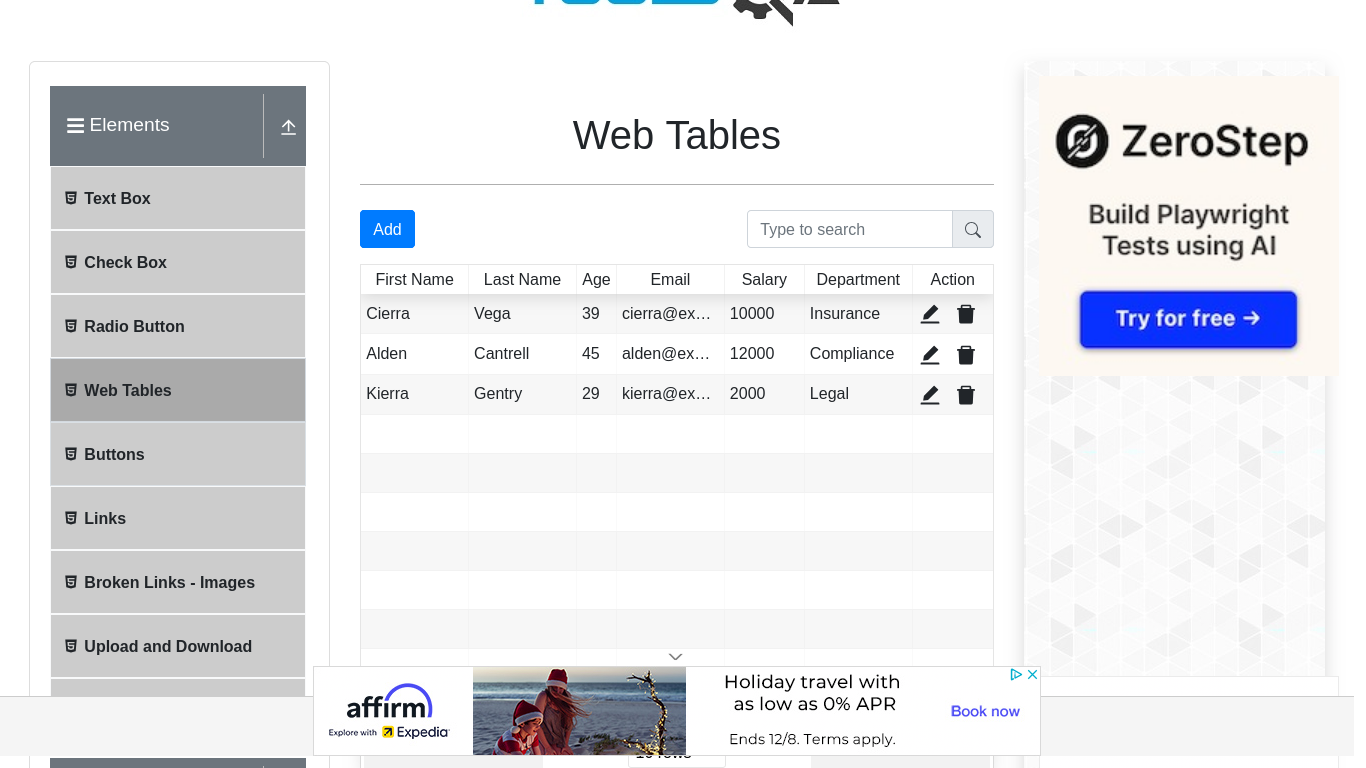 Elements
Text Box
Check Box
Radio Button
Web Tables
Buttons
Links
Broken Links - Images
Upload and Download
Web Tables
Add
Type to search
First Name Last Name Age Email Salary Department Action
Cierra Vega 39 cierra@ex… 10000 Insurance
Alden Cantrell 45 alden@ex… 12000 Compliance
Kierra Gentry 29 kierra@ex… 2000 Legal
ZeroStep
Build Playwright
Tests using AI
Try for free →
affirm
Explore with Expedia
Holiday travel with
as low as 0% APR
Ends 12/8. Terms apply.
Book now